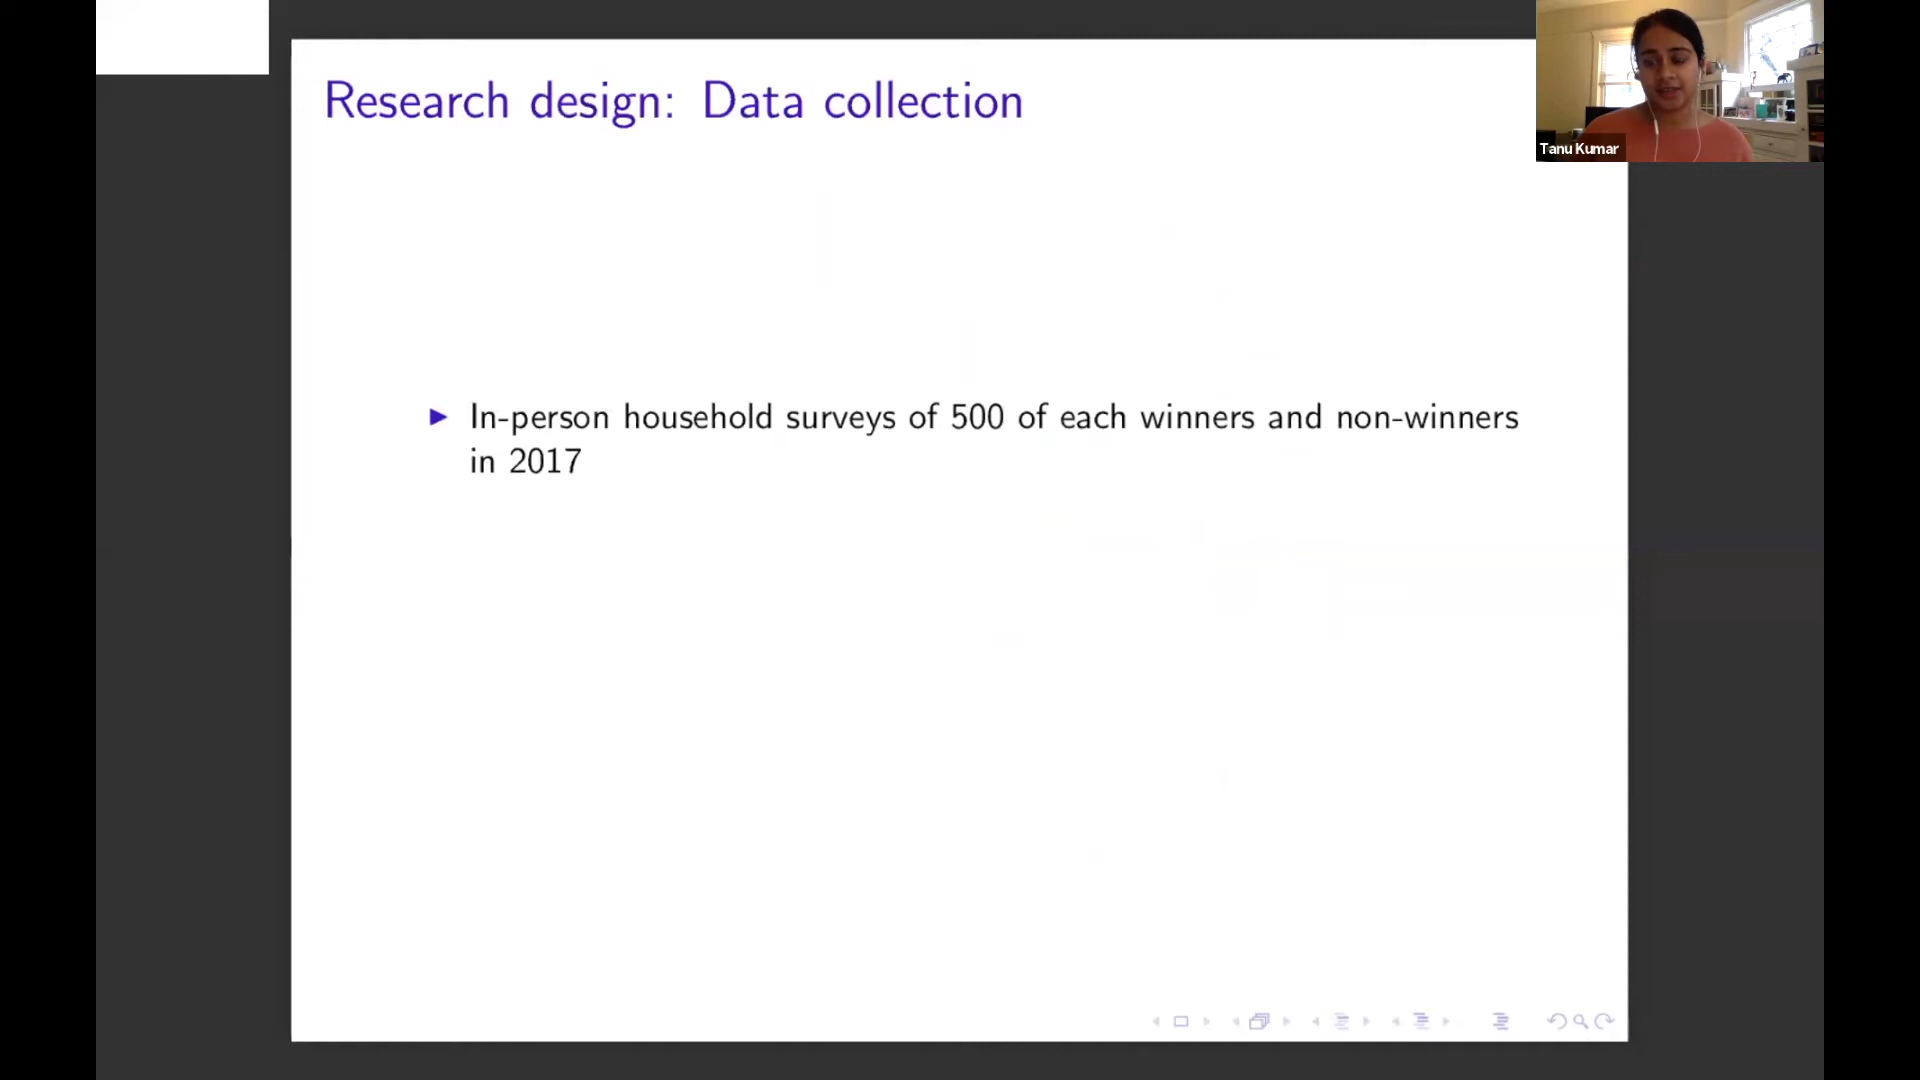 Research design: Data collection
Tanu Kumar
▶ In-person household surveys of 500 of each winners and non-winners
in 2017